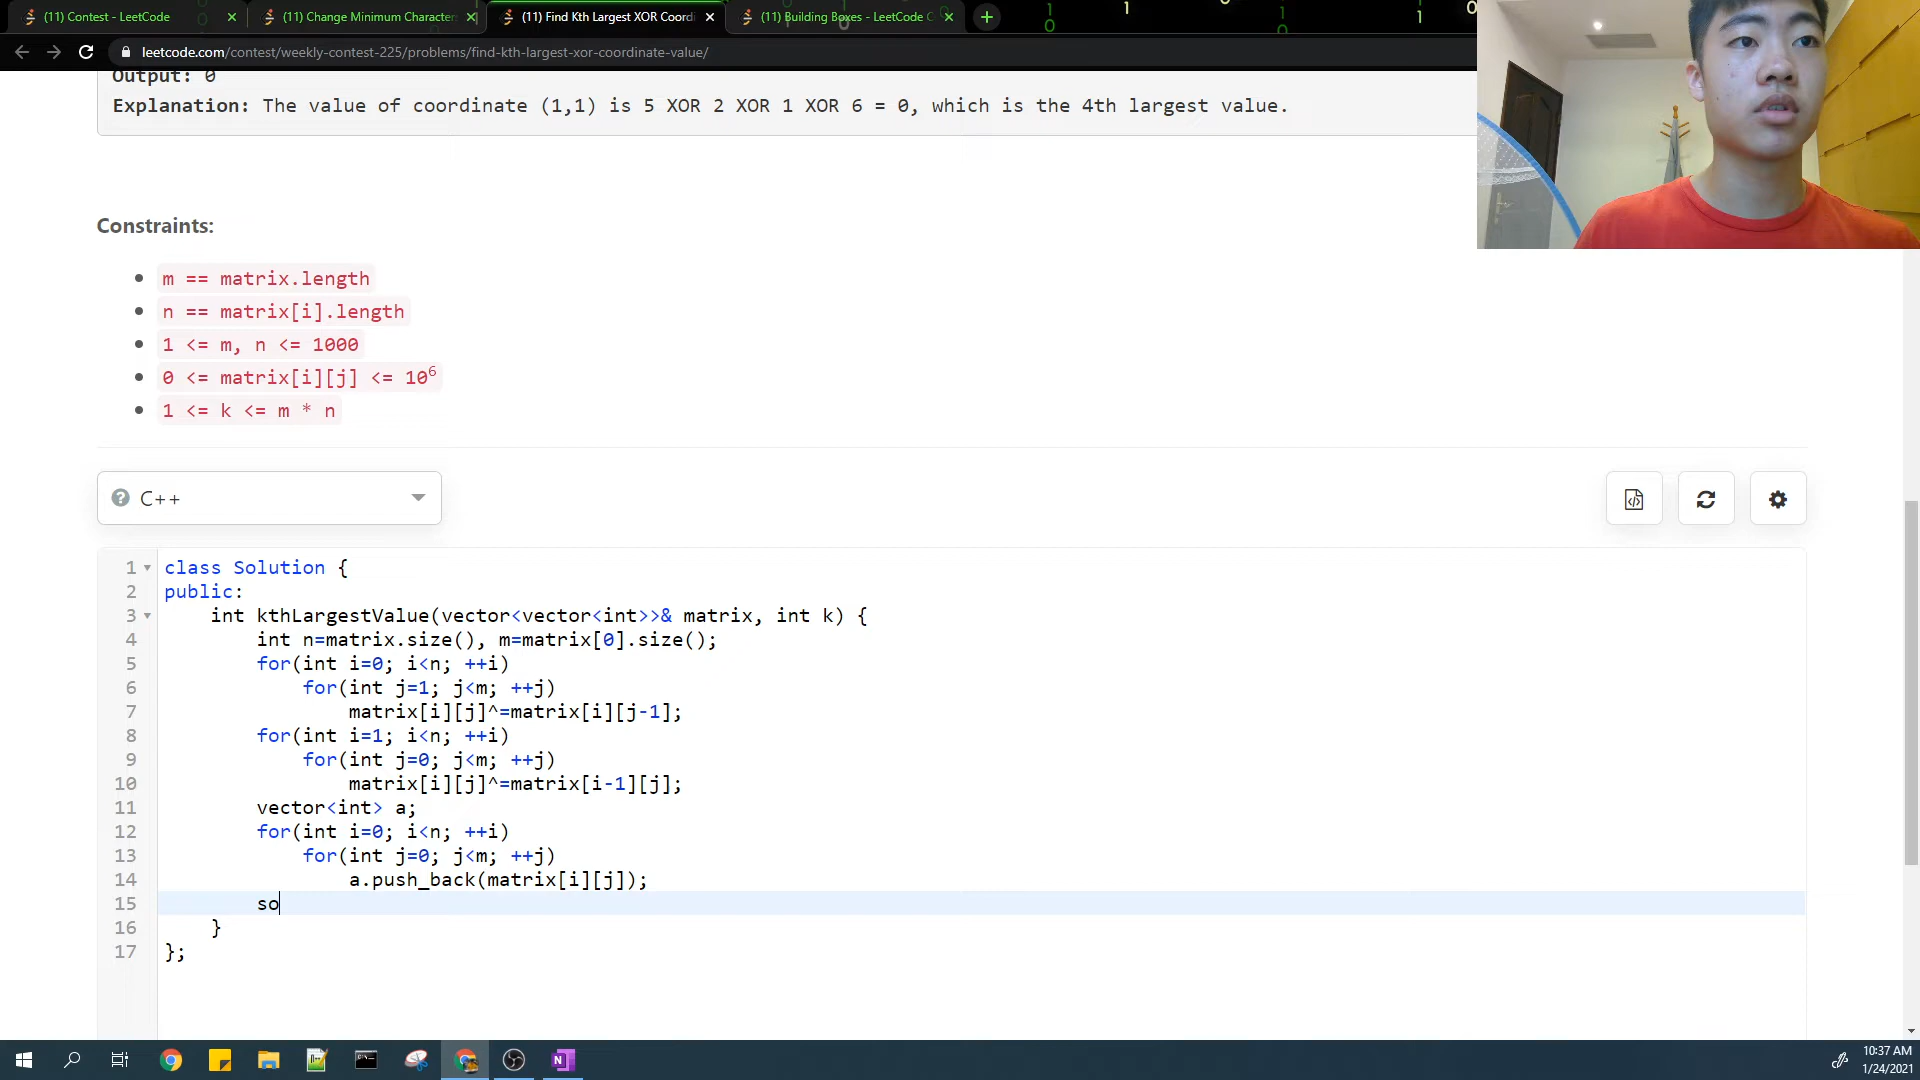 (11) Contest - LeetCode
(11) Change Minimum Character
(11) Find Kth Largest XOR Coordi
(11) Building Boxes - LeetCode C
leetcode.com/contest/weekly-contest-225/problems/find-kth-largest-xor-coordinate-value/
Output: 0
Explanation: The value of coordinate (1,1) is 5 XOR 2 XOR 1 XOR 6 = 0, which is the 4th largest value.
Constraints:
m == matrix.length
n == matrix[i].length
1 <= m, n <= 1000
0 <= matrix[i][j] <= 10⁶
1 <= k <= m * n
C++
1 class Solution {
2 public:
3 int kthLargestValue(vector<vector<int>>& matrix, int k) {
4 int n=matrix.size(), m=matrix[0].size();
5 for(int i=0; i<n; ++i)
6 for(int j=1; j<m; ++j)
7 matrix[i][j]^=matrix[i][j-1];
8 for(int i=1; i<n; ++i)
9 for(int j=0; j<m; ++j)
10 matrix[i][j]^=matrix[i-1][j];
11 vector<int> a;
12 for(int i=0; i<n; ++i)
13 for(int j=0; j<m; ++j)
14 a.push_back(matrix[i][j]);
15 so
16 }
17 };
10:37 AM
1/24/2021